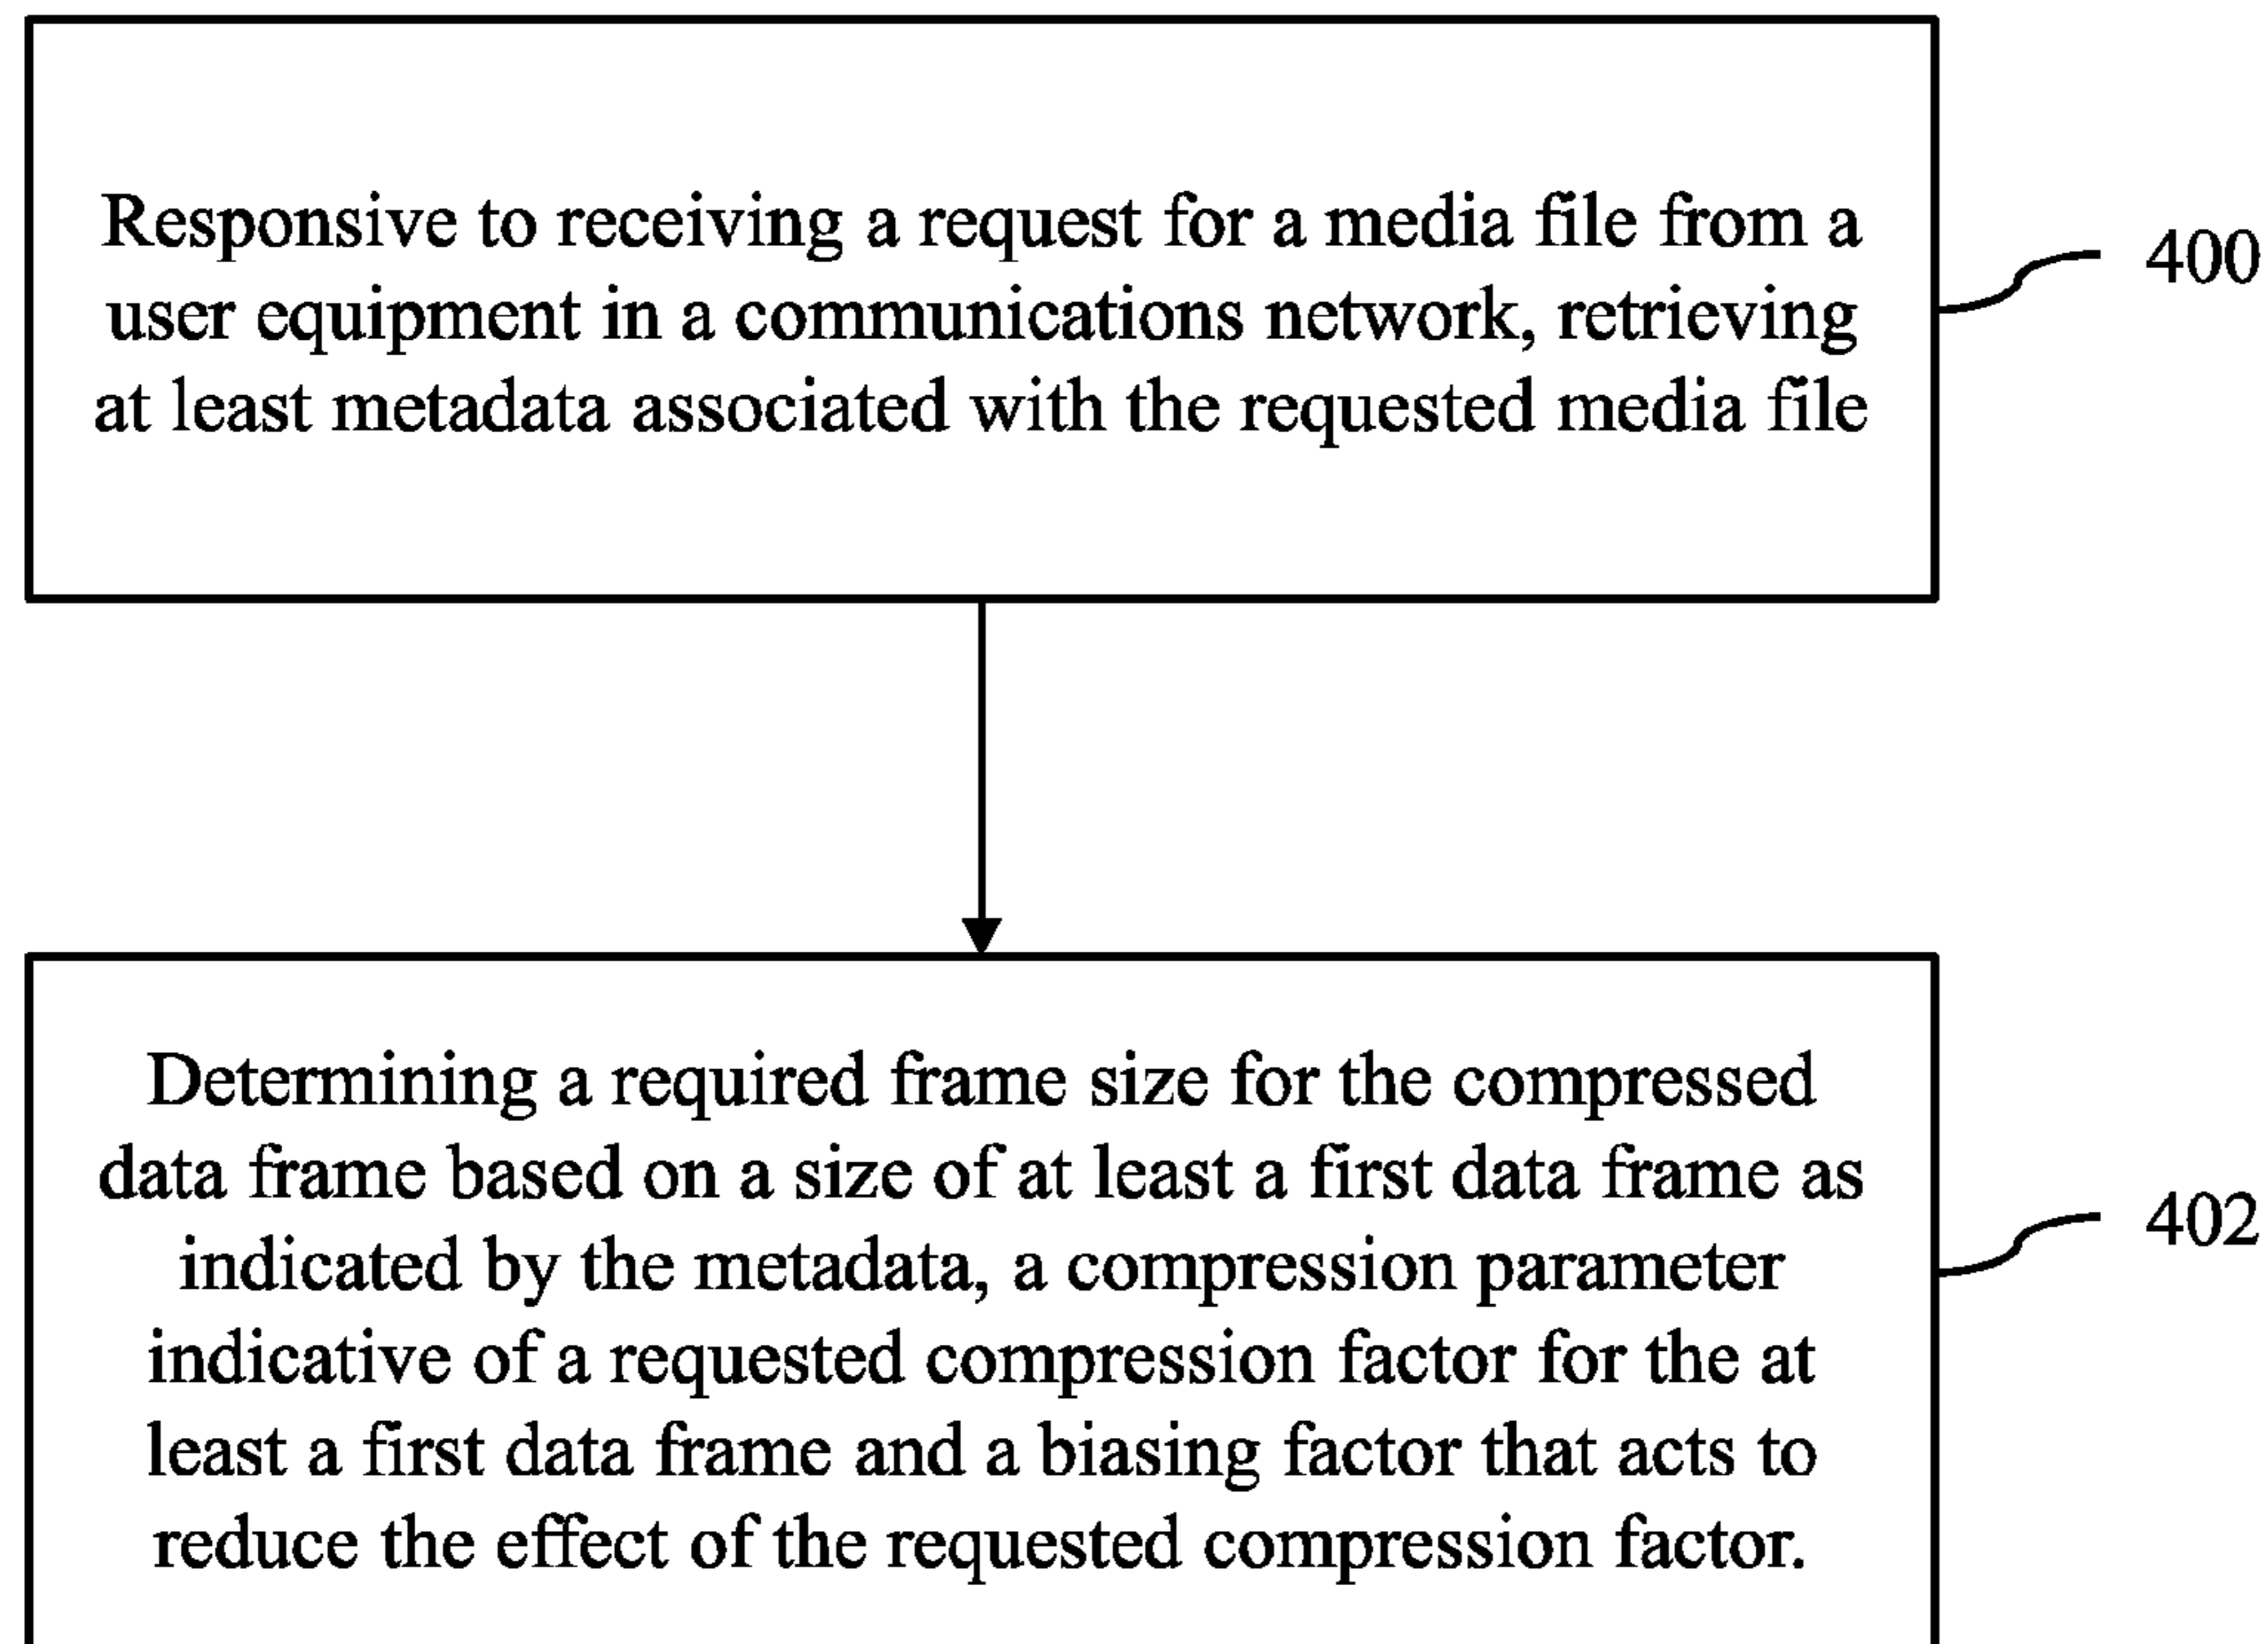 Responsive to receiving a request for a media file from a
user equipment in a communications network, retrieving
at least metadata associated with the requested media file
400
Determining a required frame size for the compressed
data frame based on a size of at least a first data frame as
indicated by the metadata, a compression parameter
indicative of a requested compression factor for the at
least a first data frame and a biasing factor that acts to
reduce the effect of the requested compression factor.
402